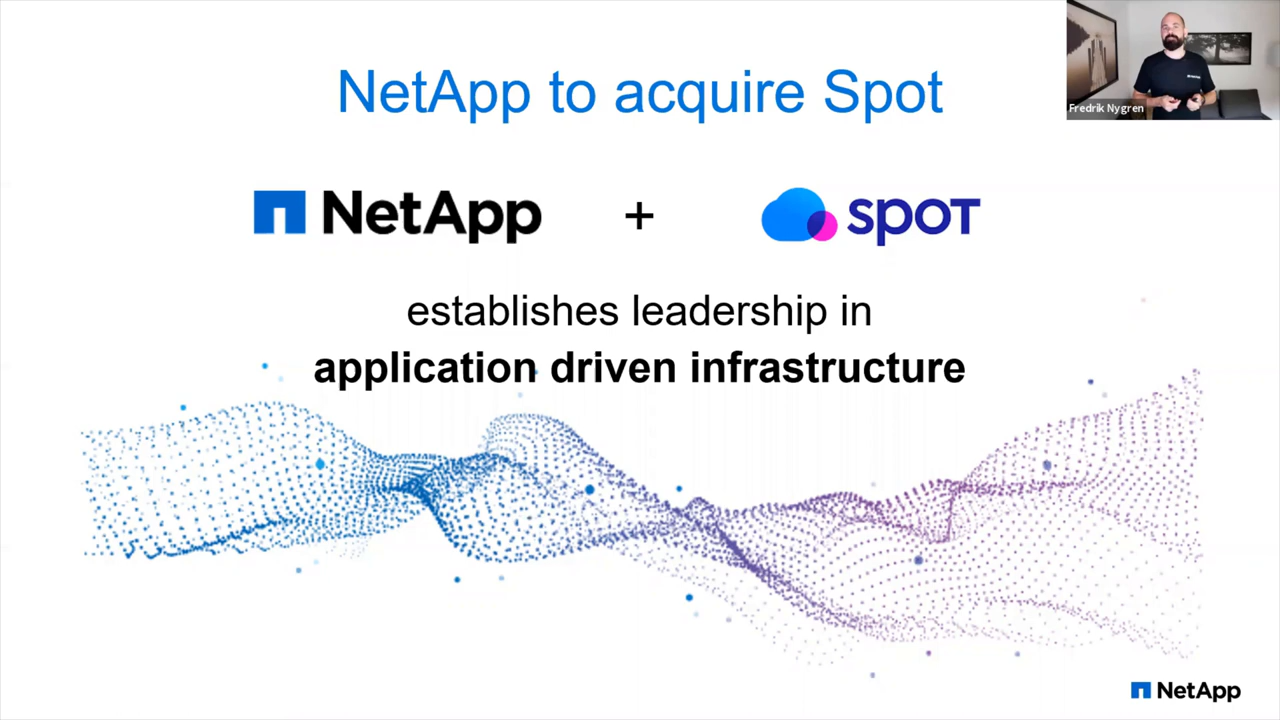 NetApp to acquire Spot
Fredrik Nygren
NetApp + spot
establishes leadership in
application driven infrastructure
NetApp